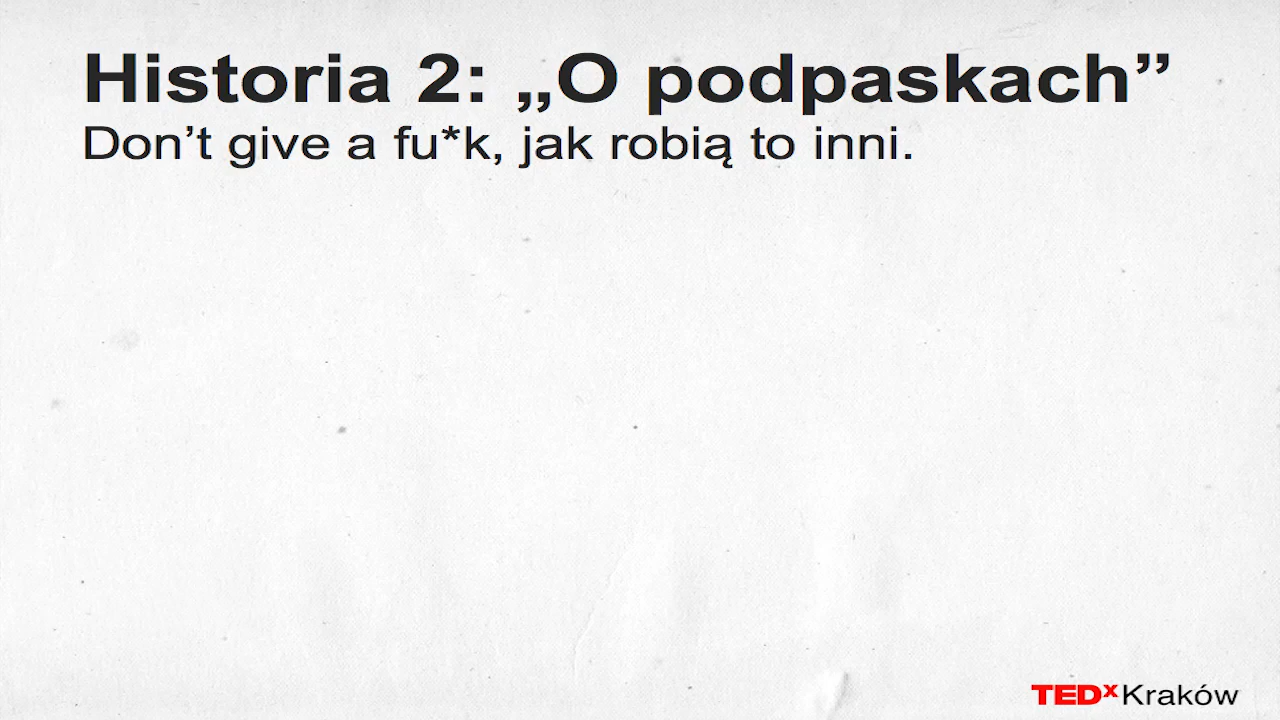 Historia 2: „O podpaskach”
Don’t give a fu*k, jak robią to inni.
TEDxKraków